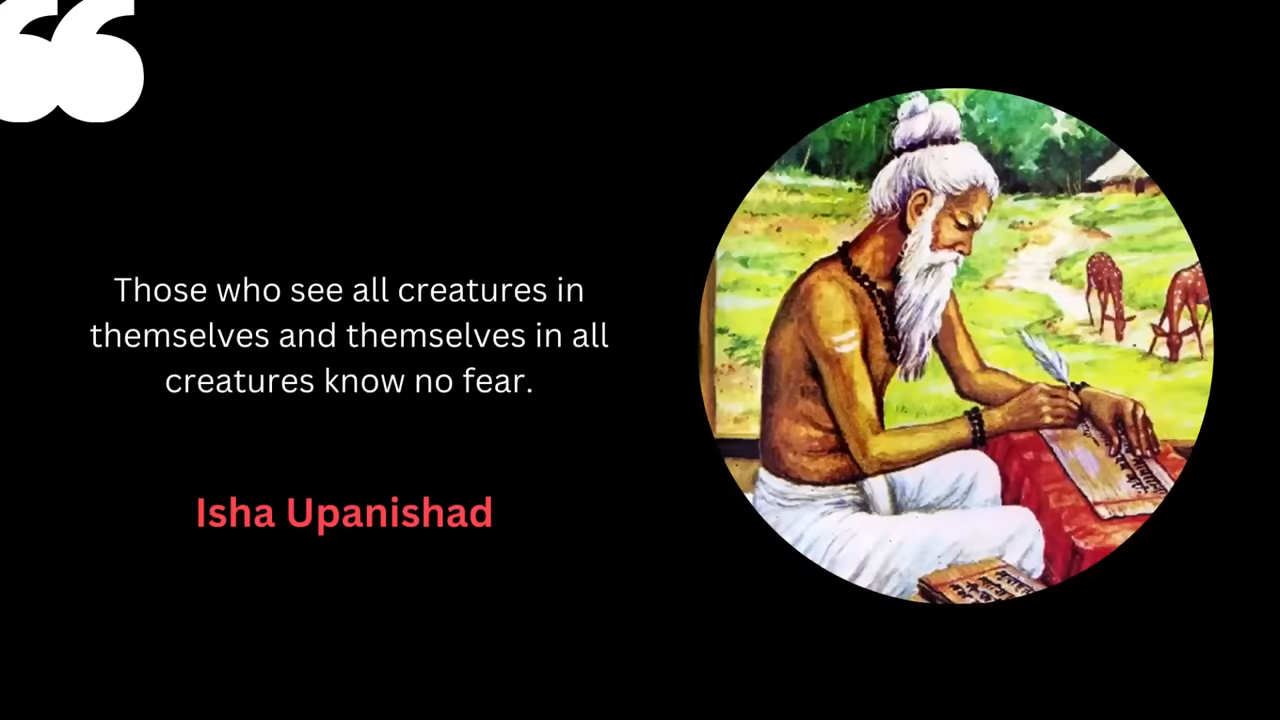 Those who see all creatures in
themselves and themselves in all
creatures know no fear.
Isha Upanishad